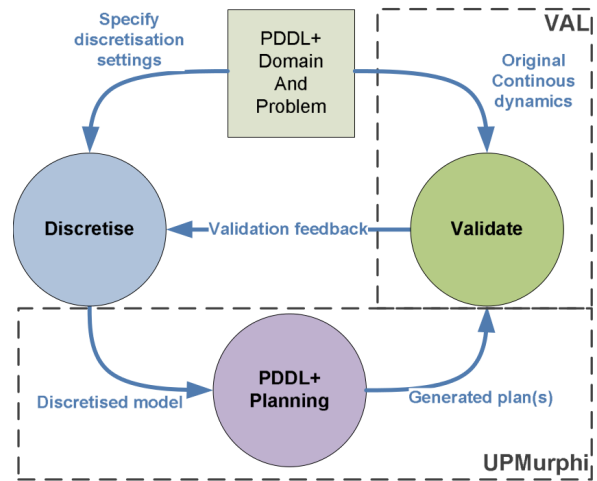 Specify
discretisation
settings
PDDL+
Domain
And
Problem
VAL
Original
Continous
dynamics
Discretise
Validation feedback
Validate
Discretised model
PDDL+
Planning
Generated plan(s)
UPMurphi